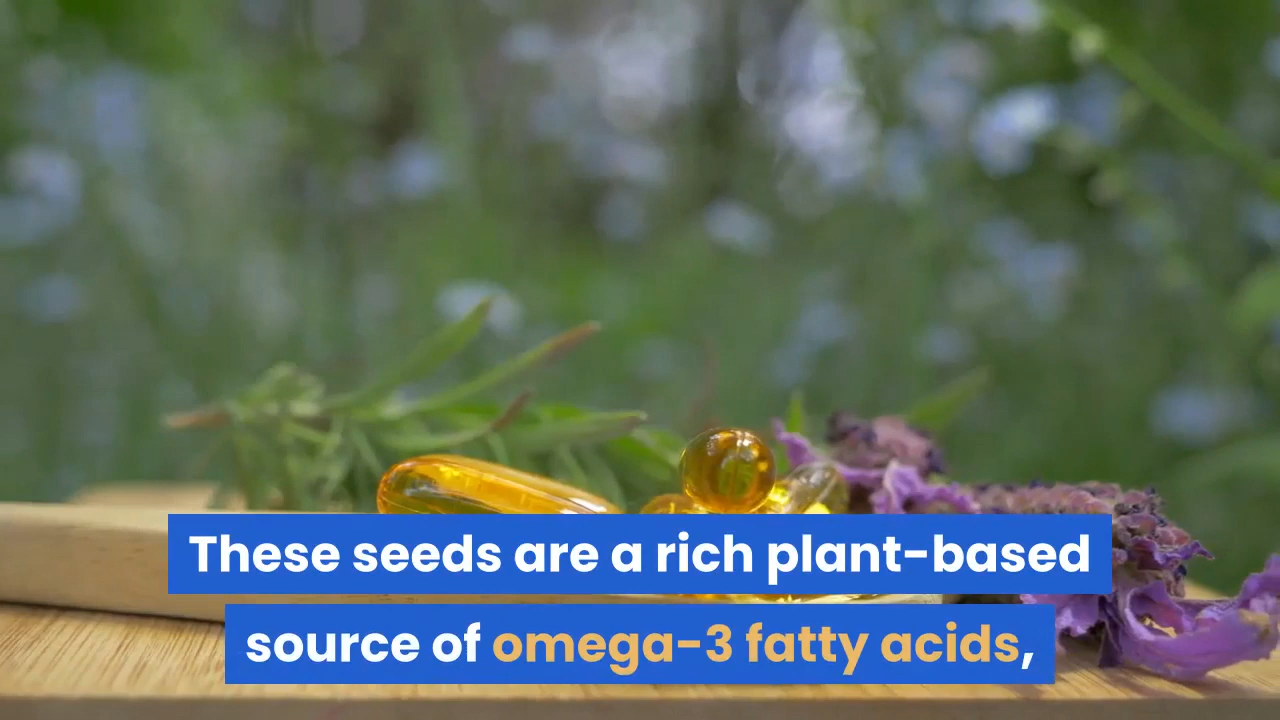 These seeds are a rich plant-based
source of omega-3 fatty acids,